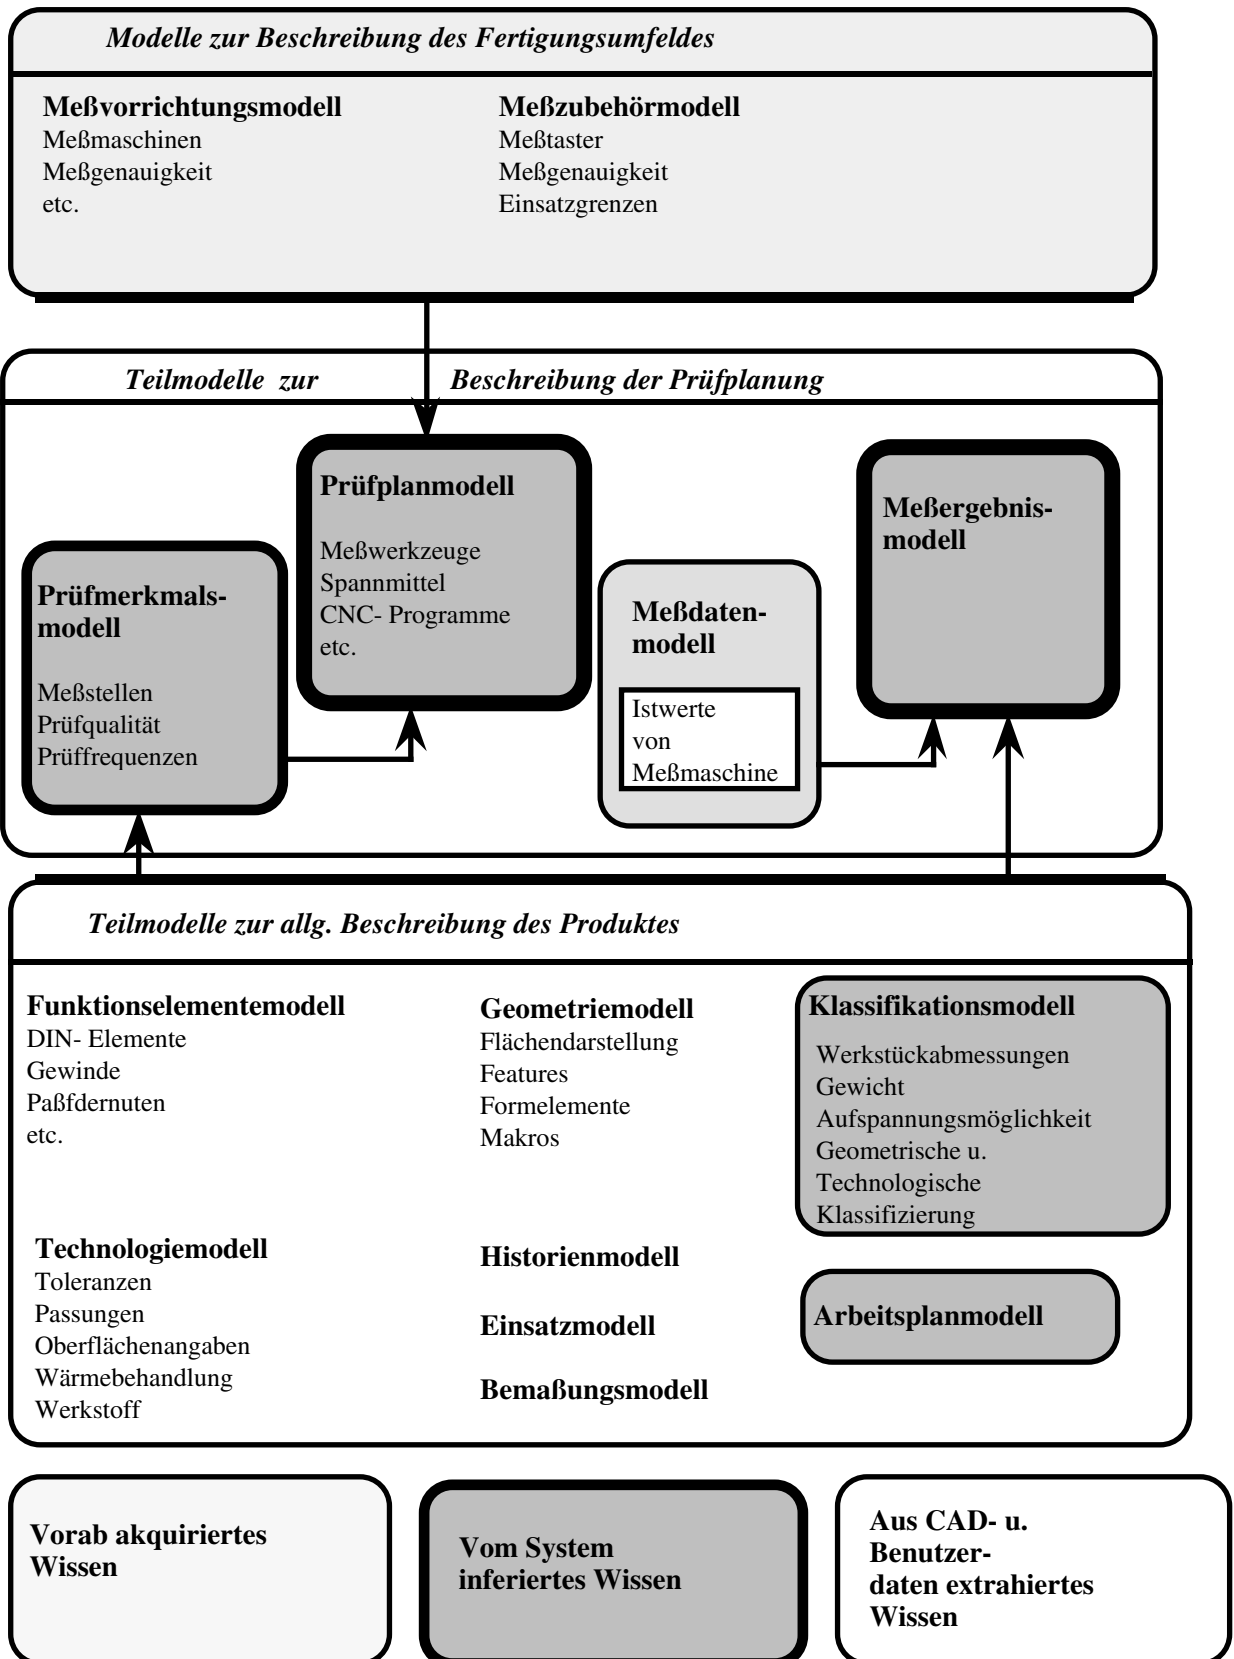 Modelle zur Beschreibung des Fertigungsumfeldes
Meßvorrichtungsmodell
Meßmaschinen
Meßgenauigkeit
etc.
Meßzubehörmodell
Meßtaster
Meßgenauigkeit
Einsatzgrenzen
Teilmodelle zur Beschreibung der Prüfplanung
Prüfmerkmals-
modell
Meßstellen
Prüfqualität
Prüffrequenzen
Prüfplanmodell
Meßwerkzeuge
Spannmittel
CNC- Programme
etc.
Meßdaten-
modell
Istwerte
von
Meßmaschine
Meßergebnis-
modell
Teilmodelle zur allg. Beschreibung des Produktes
Funktionselementemodell
DIN- Elemente
Gewinde
Paßfdernuten
etc.
Geometriemodell
Flächendarstellung
Features
Formelemente
Makros
Klassifikationsmodell
Werkstückabmessungen
Gewicht
Aufspannungsmöglichkeit
Geometrische u.
Technologische
Klassifizierung
Technologiemodell
Toleranzen
Passungen
Oberflächenangaben
Wärmebehandlung
Werkstoff
Historienmodell
Einsatzmodell
Bemaßungsmodell
Arbeitsplanmodell
Vorab akquiriertes
Wissen
Vom System
inferiertes Wissen
Aus CAD- u.
Benutzer-
daten extrahiertes
Wissen